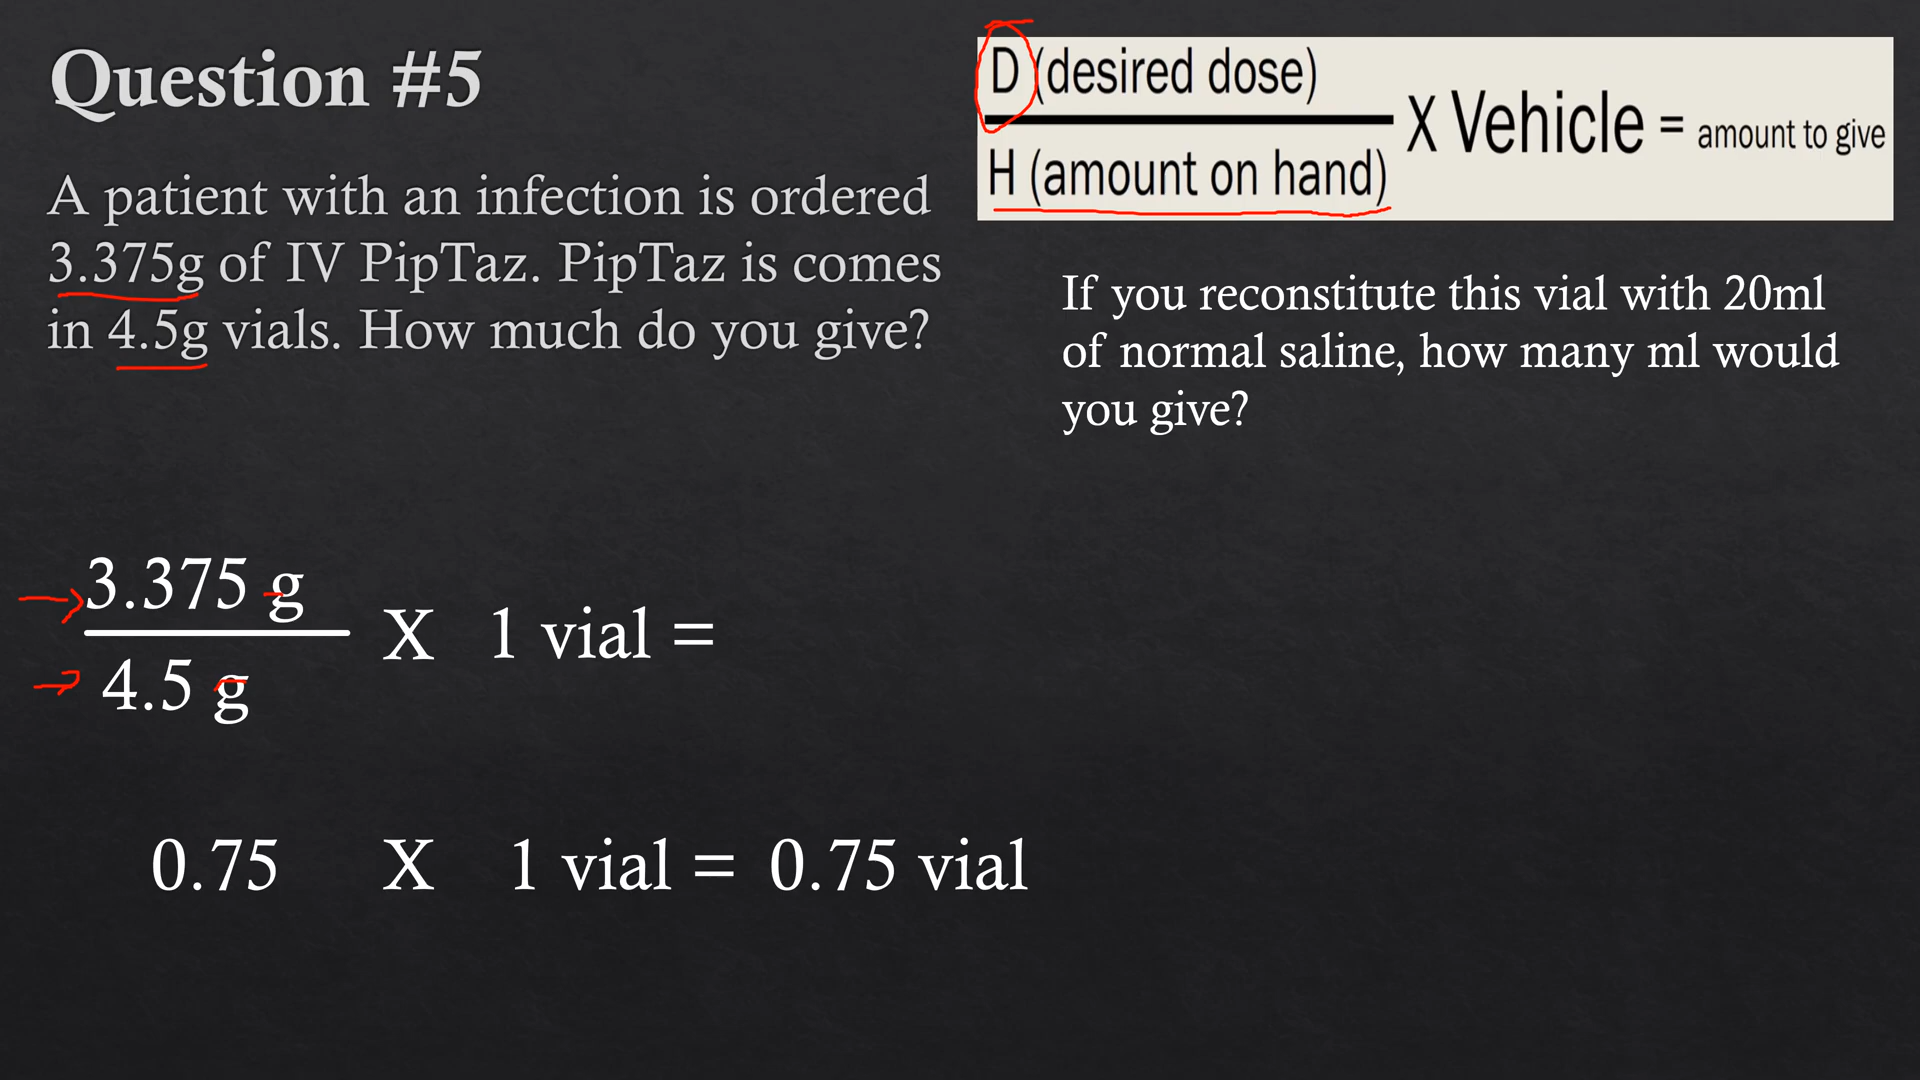 Question #5
A patient with an infection is ordered
3.375g of IV PipTaz. PipTaz is comes
in 4.5g vials. How much do you give?
D (desired dose)
H (amount on hand)
X Vehicle = amount to give
If you reconstitute this vial with 20ml
of normal saline, how many ml would
you give?
3.375 g
4.5 g
X 1 vial =
0.75 X 1 vial = 0.75 vial